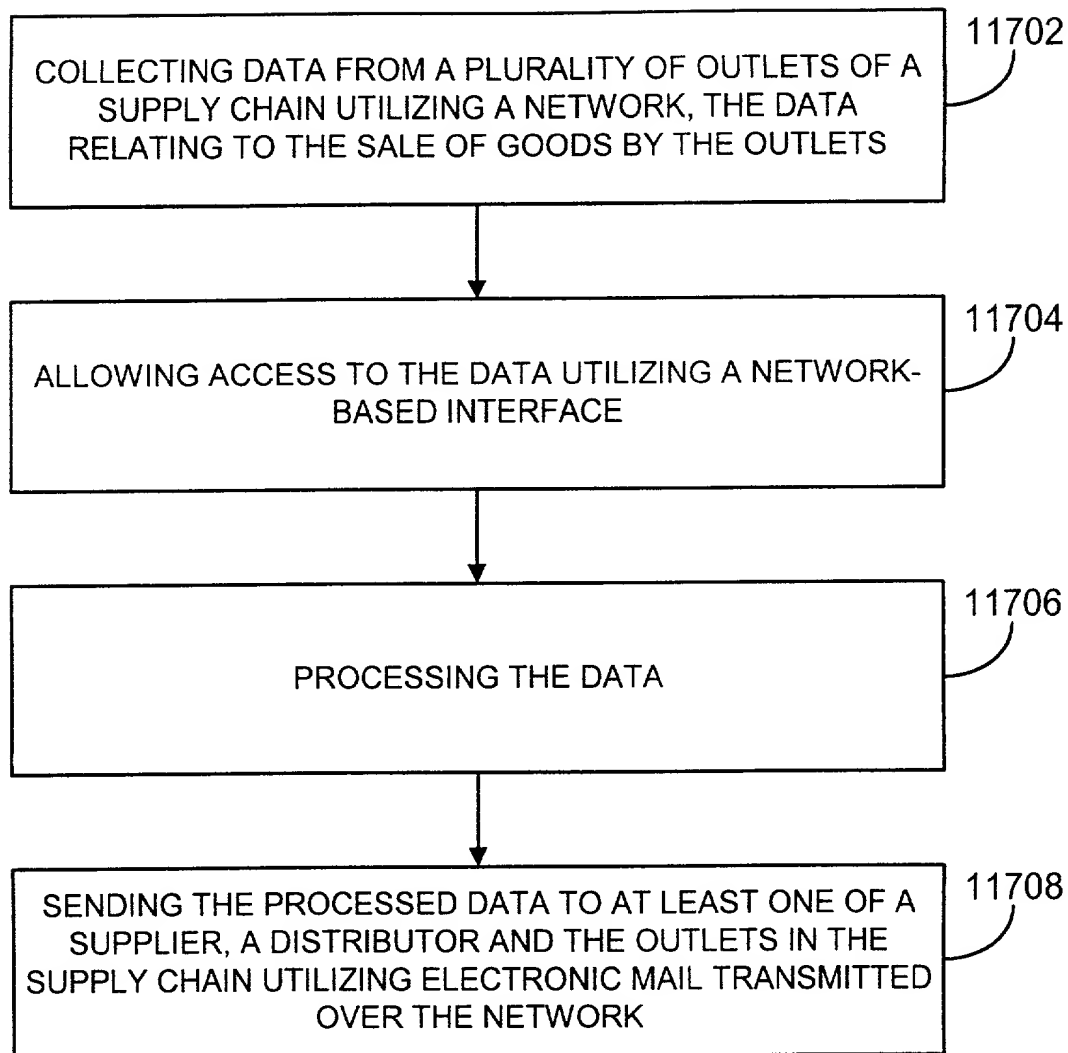 11702
COLLECTING DATA FROM A PLURALITY OF OUTLETS OF A
SUPPLY CHAIN UTILIZING A NETWORK, THE DATA
RELATING TO THE SALE OF GOODS BY THE OUTLETS
11704
ALLOWING ACCESS TO THE DATA UTILIZING A NETWORK-
BASED INTERFACE
11706
PROCESSING THE DATA
11708
SENDING THE PROCESSED DATA TO AT LEAST ONE OF A
SUPPLIER, A DISTRIBUTOR AND THE OUTLETS IN THE
SUPPLY CHAIN UTILIZING ELECTRONIC MAIL TRANSMITTED
OVER THE NETWORK